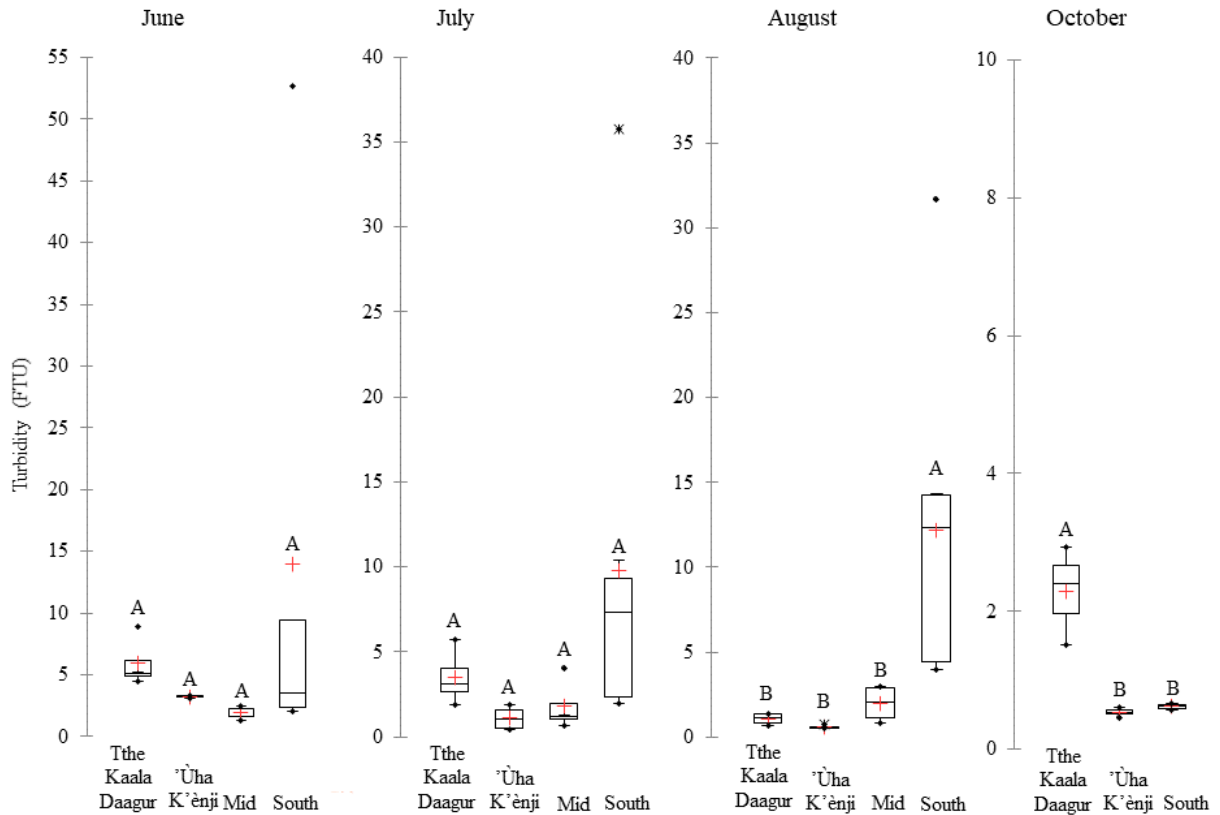 June
July
August
October
Turbidity (FTU)
55
50
45
40
35
30
25
20
15
10
5
0
A
A
A
A
Tthe
Kaala
Daagur
’Ùha
K’ènji
Mid
South
40
35
30
25
20
15
10
5
0
A
A
A
A
Tthe
Kaala
Daagur
’Ùha
K’ènji
Mid
South
40
35
30
25
20
15
10
5
0
B
B
B
A
Tthe
Kaala
Daagur
’Ùha
K’ènji
Mid
South
10
8
6
4
2
0
A
B
B
Tthe
Kaala
Daagur
’Ùha
K’ènji
South